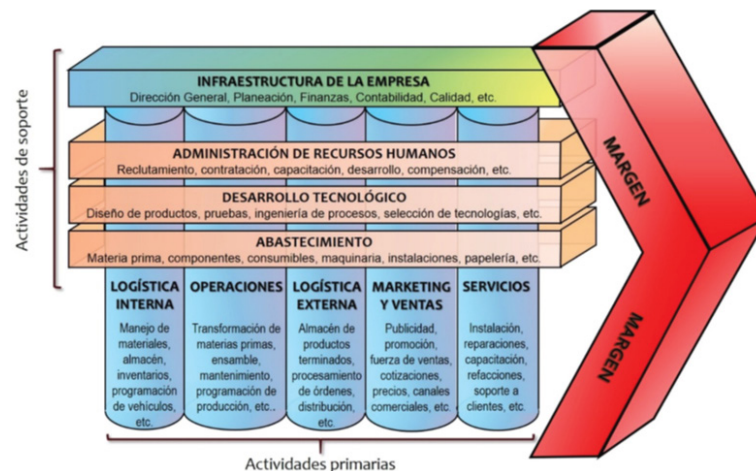 Actividades de soporte
INFRAESTRUCTURA DE LA EMPRESA
Dirección General, Planeación, Finanzas, Contabilidad, Calidad, etc.
ADMINISTRACIÓN DE RECURSOS HUMANOS
Reclutamiento, contratación, capacitación, desarrollo, compensación, etc.
DESARROLLO TECNOLÓGICO
Diseño de productos, pruebas, ingeniería de procesos, selección de tecnologías, etc.
ABASTECIMIENTO
Materia prima, componentes, consumibles, maquinaria, instalaciones, papelería, etc.
LOGÍSTICA
INTERNA
Manejo de
materiales,
almacén,
inventarios,
programación
de vehículos,
etc.
OPERACIONES
Transformación de
materias primas,
ensamble,
mantenimiento,
programación de
producción, etc..
LOGÍSTICA
EXTERNA
Almacén de
productos
terminados,
procesamiento
de órdenes,
distribución,
etc.
MARKETING
Y VENTAS
Publicidad,
promoción,
fuerza de ventas,
cotizaciones,
precios, canales
comerciales, etc.
SERVICIOS
Instalación,
reparaciones,
capacitación,
refacciones,
soporte a
clientes, etc.
MARGEN
MARGEN
Actividades primarias